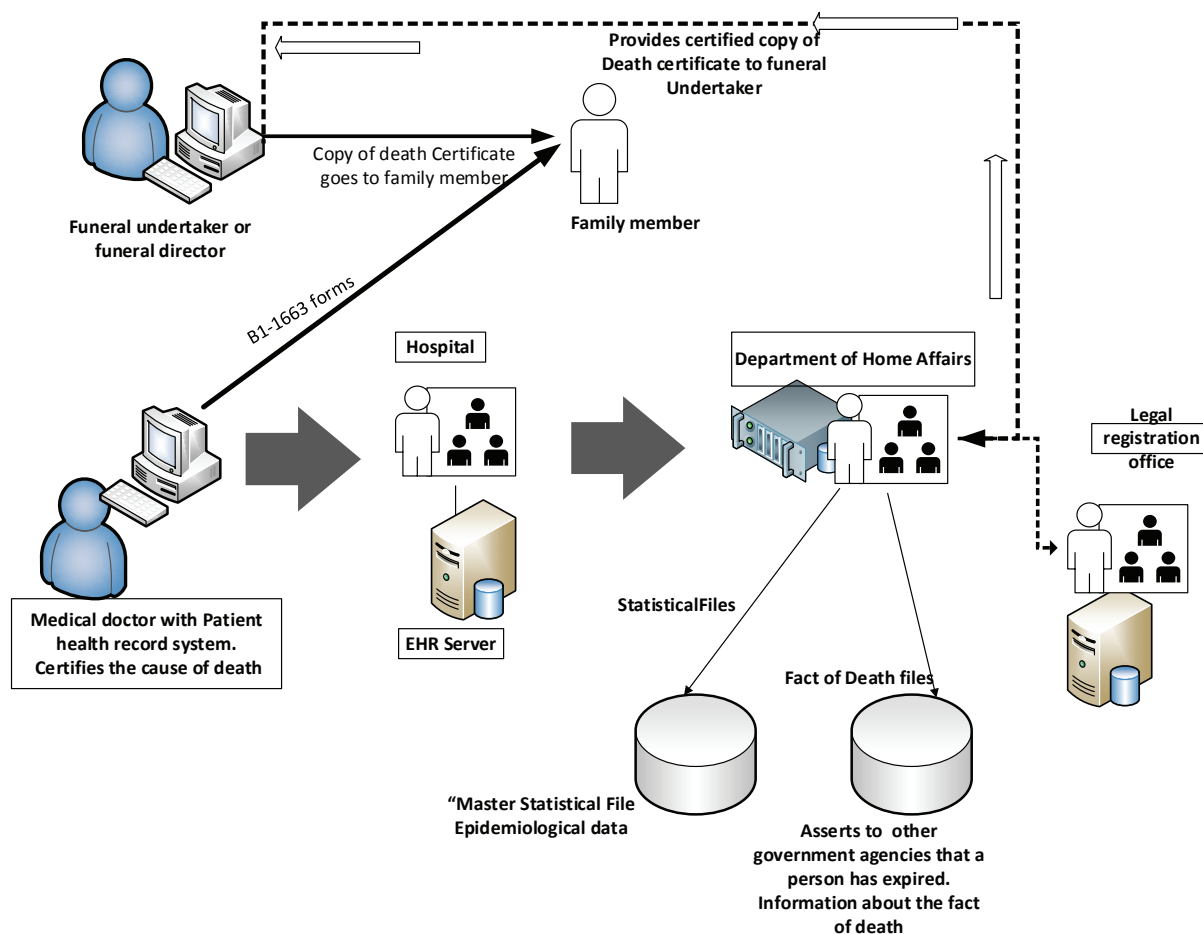 Provides certified copy of
Death certificate to funeral
Undertaker
Copy of death Certificate
goes to family member
Funeral undertaker or
funeral director
Family member
B1-1663 forms
Hospital
Department of Home Affairs
Legal
registration
office
Medical doctor with Patient
health record system.
Certifies the cause of death
EHR Server
StatisticalFiles
Fact of Death files
“Master Statistical File
Epidemiological data
Asserts to other
government agencies that a
person has expired.
Information about the fact
of death